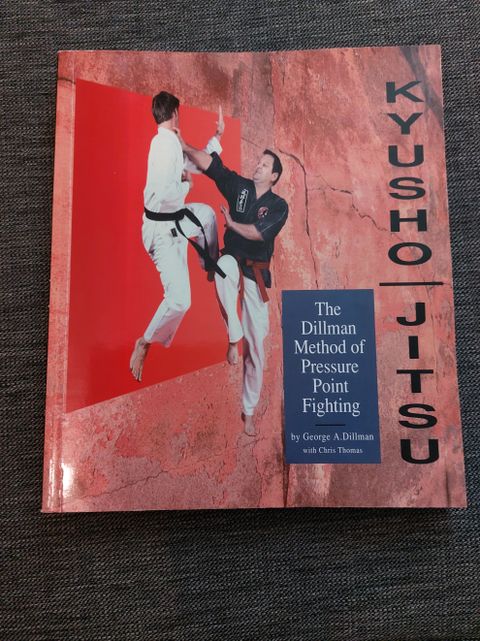 KYUSHO JITSU
The
Dillman
Method of
Pressure
Point
Fighting
by George A.Dillman
with Chris Thomas